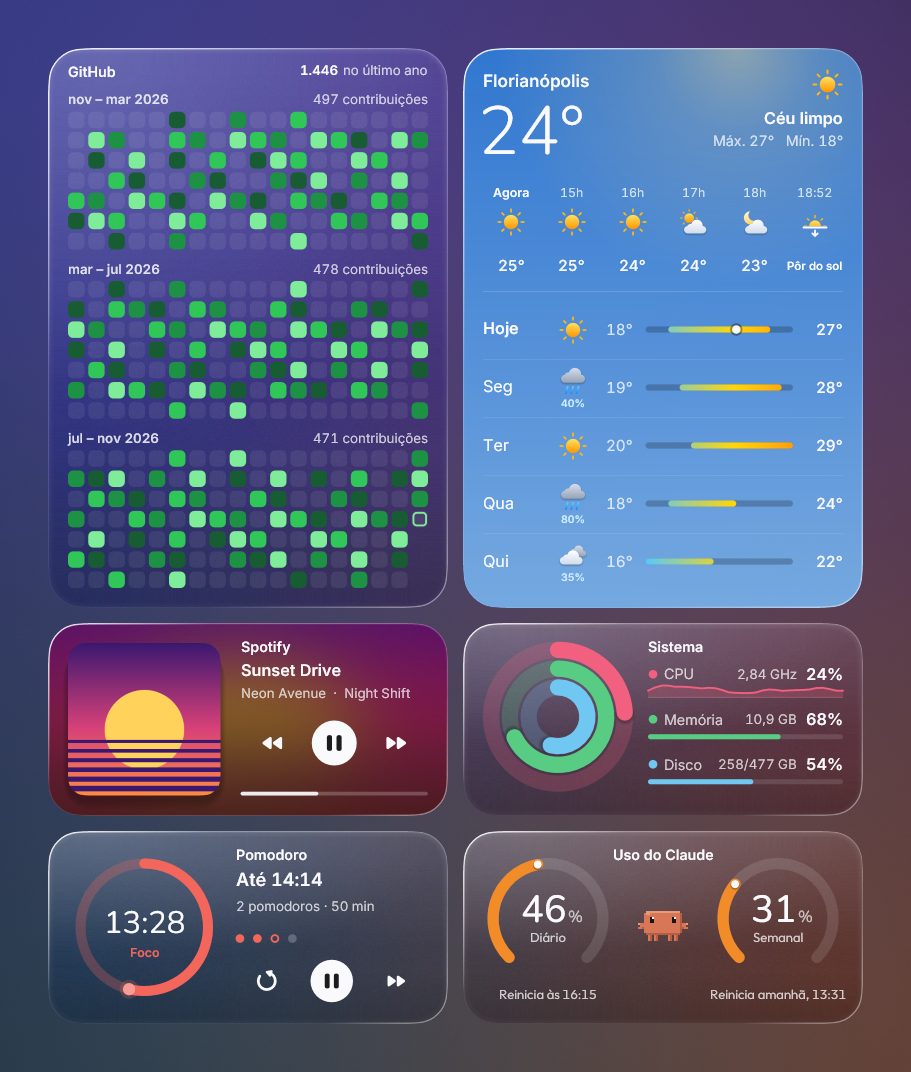 GitHub
1.446 no último ano
nov – mar 2026
497 contribuições
mar – jul 2026
478 contribuições
jul – nov 2026
471 contribuições
Florianópolis
24°
Céu limpo
Máx. 27° Mín. 18°
Agora 15h 16h 17h 18h 18:52
25° 25° 24° 24° 23° Pôr do sol
Hoje 18° 27°
Seg 40% 19° 28°
Ter 20° 29°
Qua 80% 18° 24°
Qui 35% 16° 22°
Spotify
Sunset Drive
Neon Avenue · Night Shift
Sistema
CPU 2,84 GHz 24%
Memória 10,9 GB 68%
Disco 258/477 GB 54%
Pomodoro
Até 14:14
2 pomodoros · 50 min
13:28
Foco
Uso do Claude
46%
Diário
31%
Semanal
Reinicia às 16:15
Reinicia amanhã, 13:31